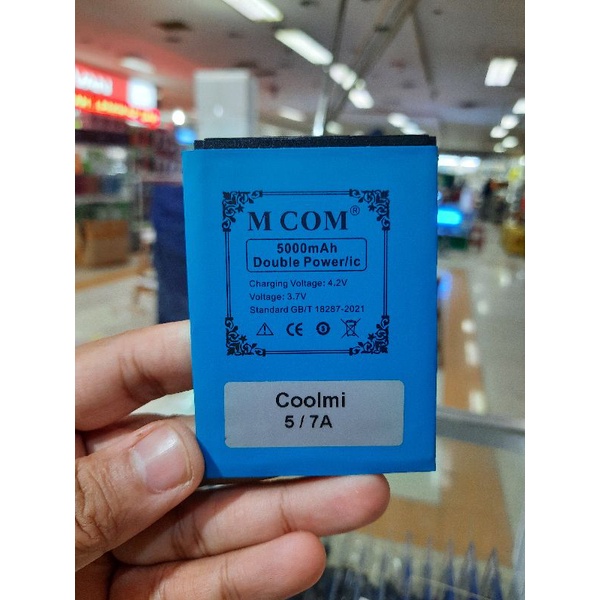 M COM®
5000mAh
Double Power/ic
Charging Voltage: 4.2V
Voltage: 3.7V
Standard GB/T 18287-2021
CE
Coolmi
5 / 7A